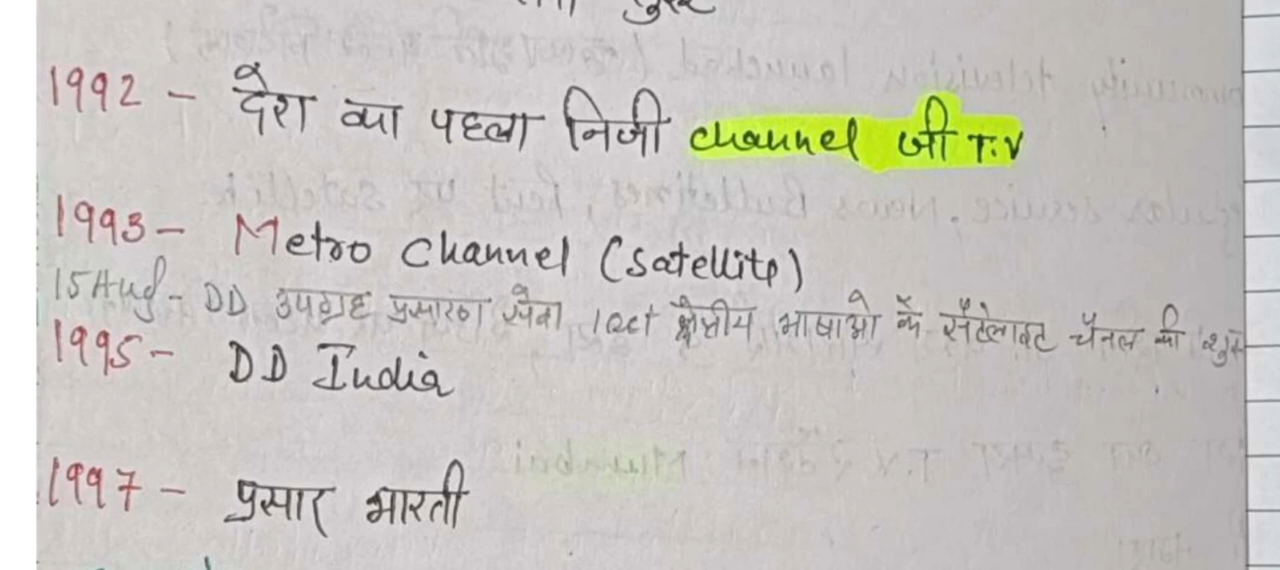 1992 - देश का पहला निजी channel जी T.V
1993 - Metro Channel (Satellite)
15 Aug - DD उपग्रह प्रसारण सेवा 1 oct क्षेत्रीय भाषाओ के सैटेलाइट चैनल की शुरु
1995 - DD India
1997 - प्रसार भारती